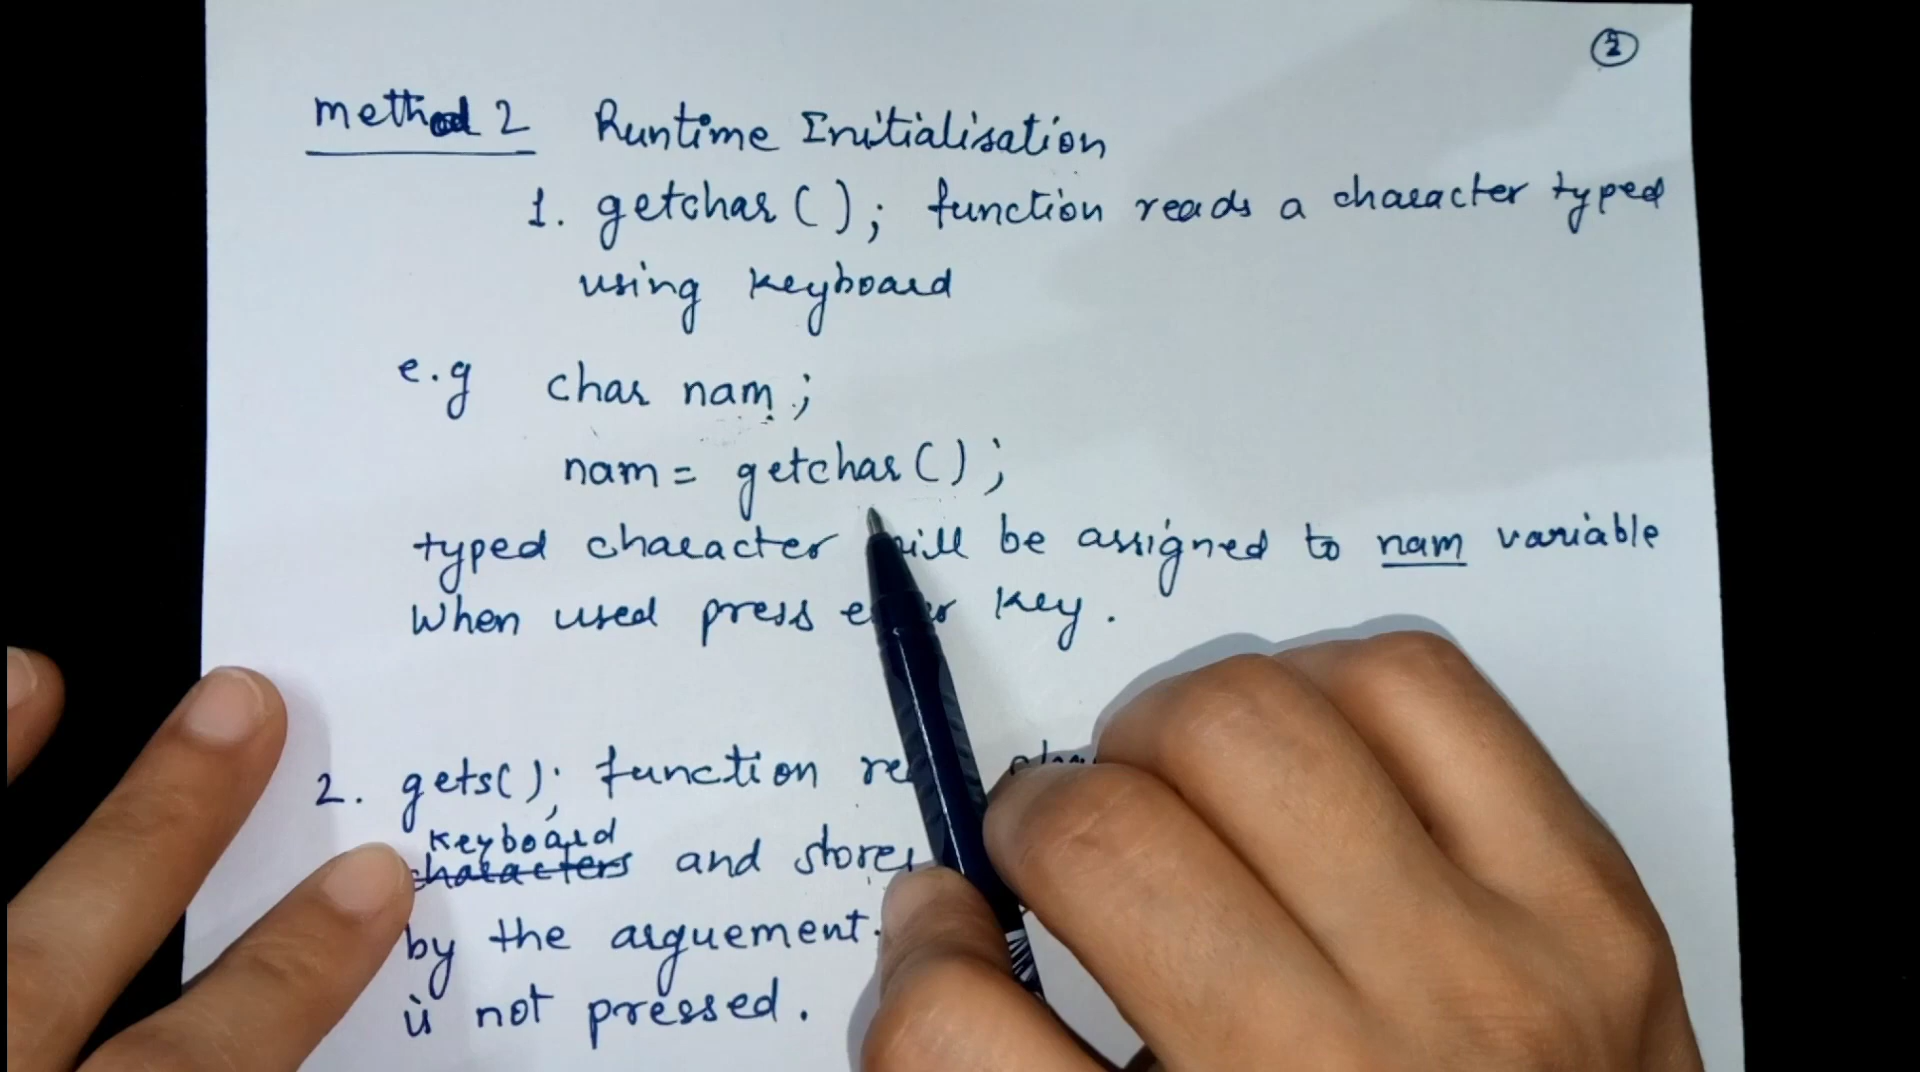 2
Method 2 Runtime Initialisation
1. getchar(); function reads a character typed
using keyboard
e.g char nam;
nam = getchar();
typed character will be assigned to nam variable
When used press key.
2. gets(); function
keyboard
characters and stores
by the arguement.
is not pressed.